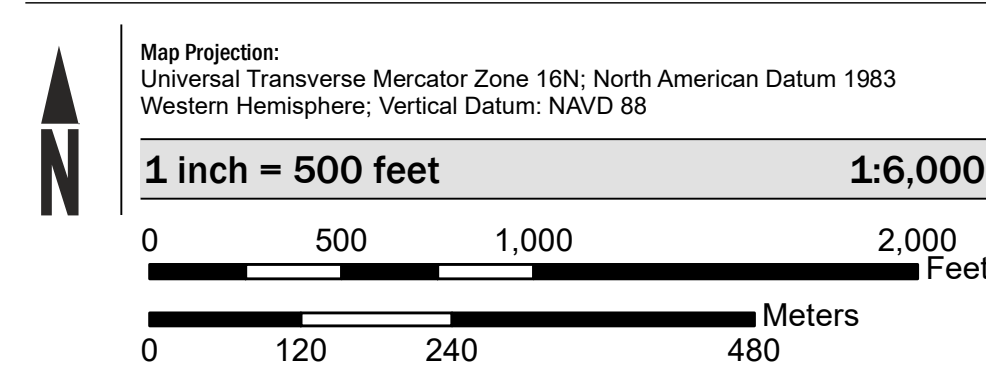 N
Map Projection:
Universal Transverse Mercator Zone 16N; North American Datum 1983
Western Hemisphere; Vertical Datum: NAVD 88
1 inch = 500 feet 1:6,000
0 500 1,000 2,000
Feet
Meters
0 120 240 480